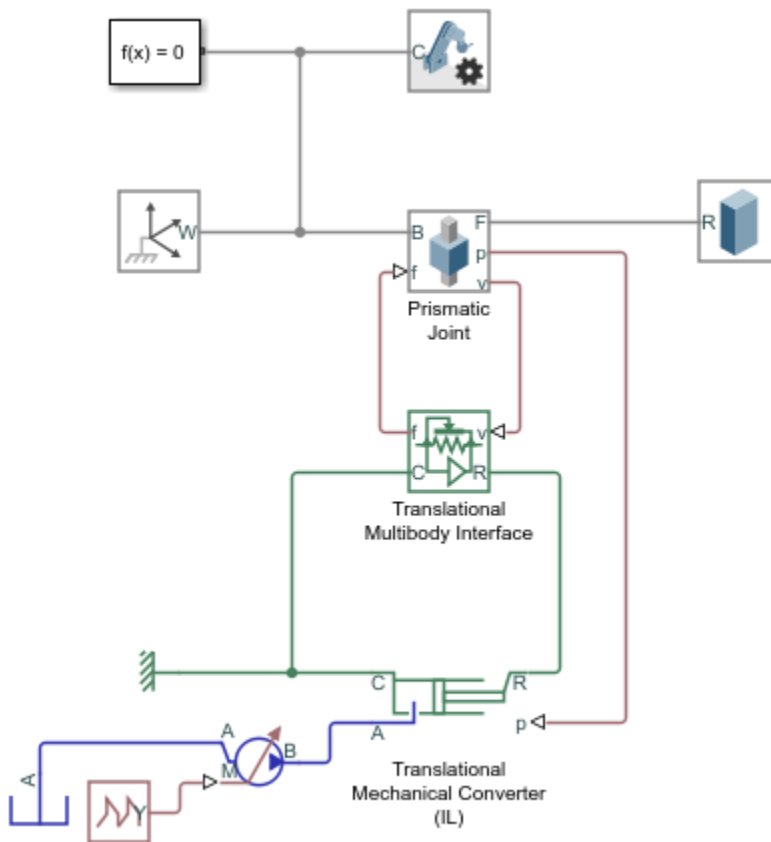 f(x) = 0
C
W
B
F
R
p
f
v
Prismatic
Joint
f
v
C
R
Translational
Multibody Interface
C
R
A
p
A
B
M
A
Y
Translational
Mechanical Converter
(IL)